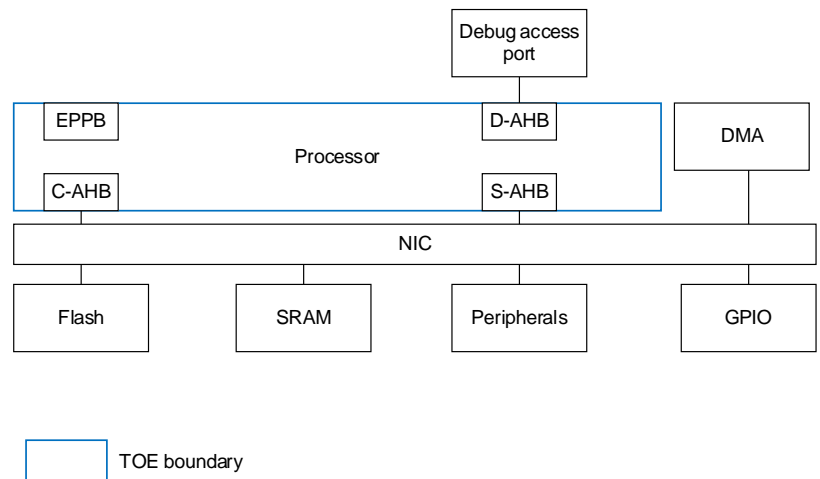 Debug access
port
EPPB
D-AHB
DMA
Processor
C-AHB
S-AHB
NIC
Flash
SRAM
Peripherals
GPIO
TOE boundary